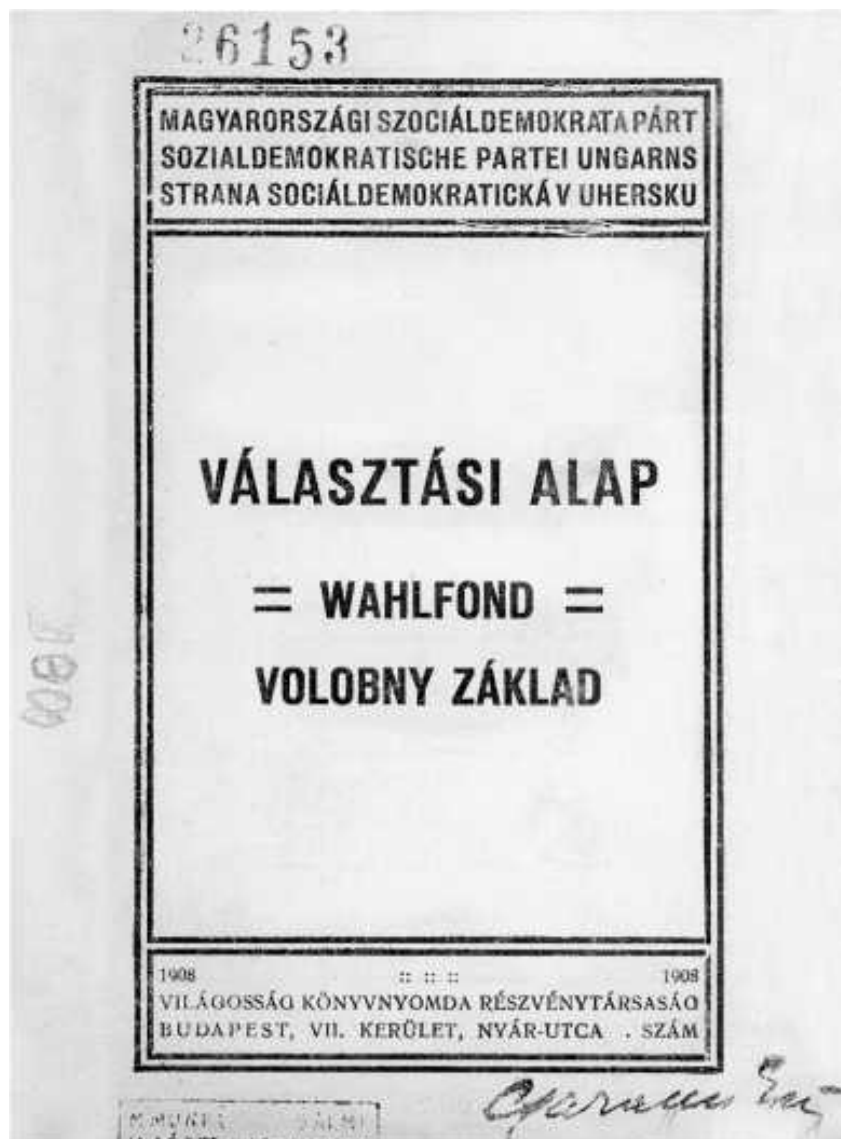 26153
MAGYARORSZÁGI SZOCIÁLDEMOKRATA PÁRT
SOZIALDEMOKRATISCHE PARTEI UNGARNS
STRANA SOCIÁLDEMOKRATICKÁ V UHERSKU
VÁLASZTÁSI ALAP
= WAHLFOND =
VOLOBNY ZÁKLAD
1908 :: :: :: 1908
VILÁGOSSÁG KÖNYVNYOMDA RÉSZVÉNYTÁRSASÁG
BUDAPEST, VII. KERÜLET, NYÁR-UTCA . SZÁM